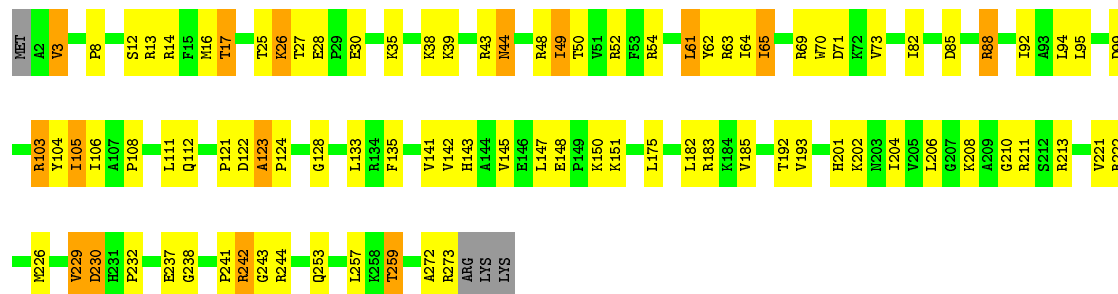 MET A2 V3 P8 S12 R13 R14 F15 M16 T17 T25 K26 T27 E28 P29 E30 K35 K38 K39 R43 N44 R48 I49 T50 V51 R52 F53 R54 L61 Y62 R63 I64 I65 R69 W70 D71 K72 V73 I82 D85 R88 I92 A93 L94 L95 D99
R103 Y104 I105 I106 A107 P108 L111 Q112 P121 D122 A123 P124 G128 L133 R134 F135 V141 V142 H143 A144 V145 E146 L147 E148 P149 K150 K151 L175 L182 R183 K184 V185 T192 V193 H201 K202 N203 I204 V205 L206 G207 K208 A209 G210 R211 S212 R213 V221
M226 V229 D230 H231 P232 E237 G238 P241 R242 G243 R244 Q253 L257 K258 T259 A272 R273 ARG LYS LYS